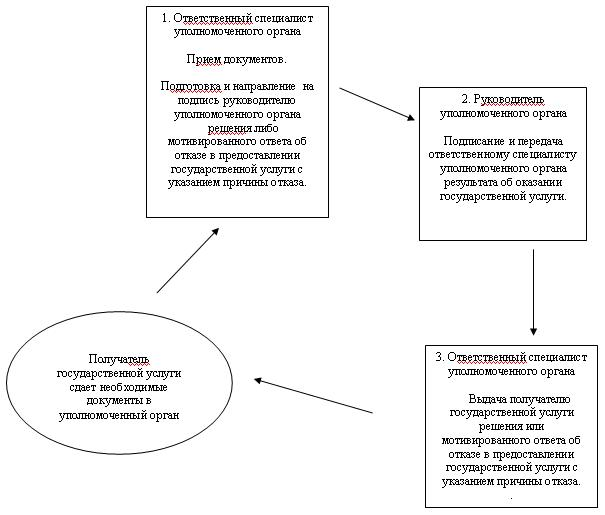 1. Ответственный специалист
уполномоченного органа
Прием документов.
Подготовка и направление на
подпись руководителю
уполномоченного органа
решения либо
мотивированного ответа об
отказе в предоставлении
государственной услуги с
указанием причины отказа.
2. Руководитель
уполномоченного органа
Подписание и передача
ответственному специалисту
уполномоченного органа
результата об оказании
государственной услуги.
3. Ответственный специалист
уполномоченного органа
Выдача получателю
государственной услуги
решения или
мотивированного ответа об
отказе в предоставлении
государственной услуги с
указанием причины отказа.
.
Получатель
государственной услуги
сдает необходимые
документы в
уполномоченный орган